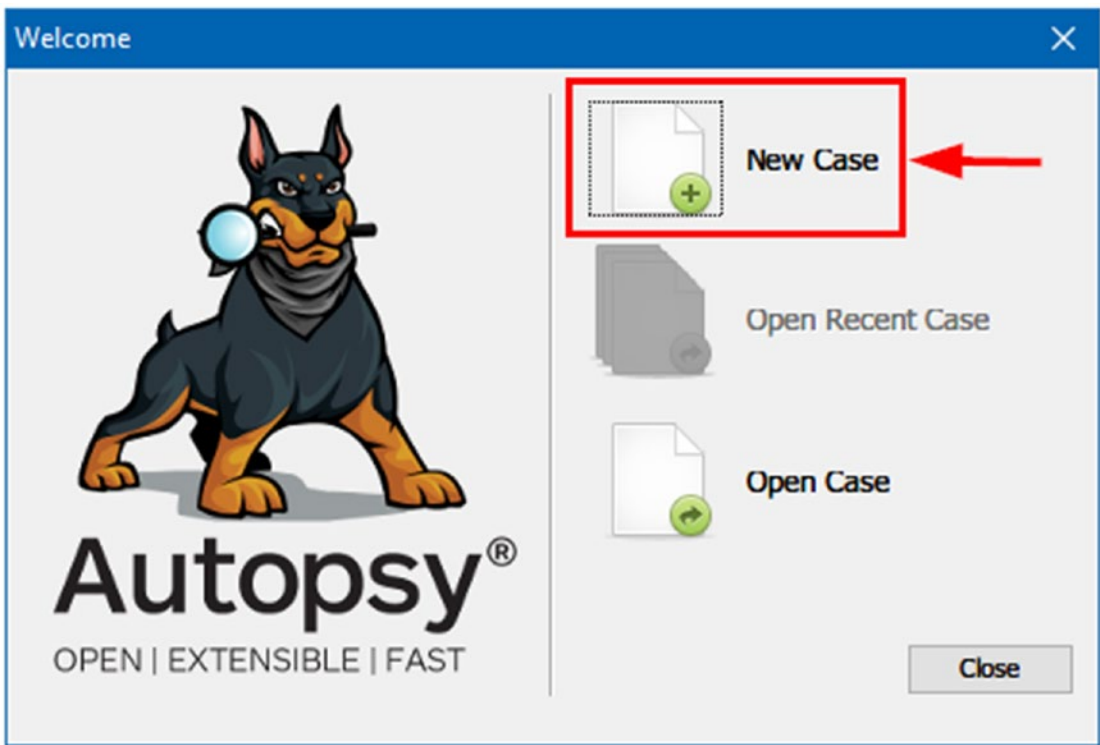 Welcome
New Case
Open Recent Case
Open Case
Autopsy®
OPEN | EXTENSIBLE | FAST
Close